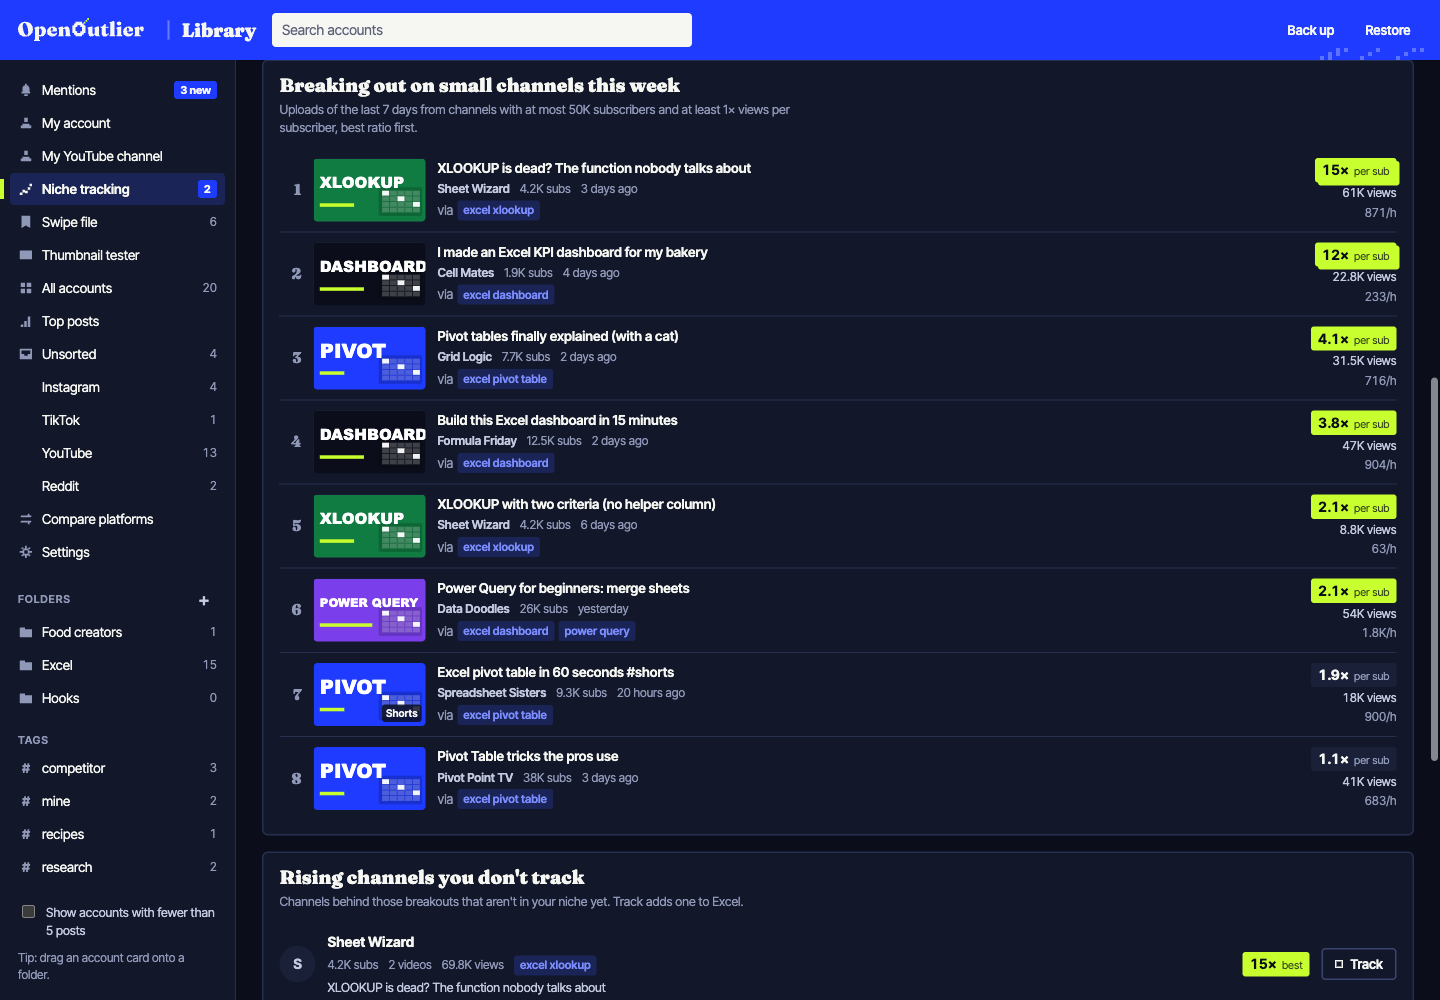 OpenOutlier
Library
Search accounts
Back up
Restore
Mentions
3 new
My account
My YouTube channel
Niche tracking
2
Swipe file
6
Thumbnail tester
All accounts
20
Top posts
Unsorted
4
Instagram
4
TikTok
1
YouTube
13
Reddit
2
Compare platforms
Settings
FOLDERS
+
Food creators
1
Excel
15
Hooks
0
TAGS
# competitor
3
# mine
2
# recipes
1
# research
2
Show accounts with fewer than
5 posts
Tip: drag an account card onto a
folder.
Breaking out on small channels this week
Uploads of the last 7 days from channels with at most 50K subscribers and at least 1× views per
subscriber, best ratio first.
1
XLOOKUP
XLOOKUP is dead? The function nobody talks about
Sheet Wizard 4.2K subs 3 days ago
via excel xlookup
15× per sub
61K views
871/h
2
DASHBOARD
I made an Excel KPI dashboard for my bakery
Cell Mates 1.9K subs 4 days ago
via excel dashboard
12× per sub
22.8K views
233/h
3
PIVOT
Pivot tables finally explained (with a cat)
Grid Logic 7.7K subs 2 days ago
via excel pivot table
4.1× per sub
31.5K views
716/h
4
DASHBOARD
Build this Excel dashboard in 15 minutes
Formula Friday 12.5K subs 2 days ago
via excel dashboard
3.8× per sub
47K views
904/h
5
XLOOKUP
XLOOKUP with two criteria (no helper column)
Sheet Wizard 4.2K subs 6 days ago
via excel xlookup
2.1× per sub
8.8K views
63/h
6
POWER QUERY
Power Query for beginners: merge sheets
Data Doodles 26K subs yesterday
via excel dashboard power query
2.1× per sub
54K views
1.8K/h
7
PIVOT
Shorts
Excel pivot table in 60 seconds #shorts
Spreadsheet Sisters 9.3K subs 20 hours ago
via excel pivot table
1.9× per sub
18K views
900/h
8
PIVOT
Pivot Table tricks the pros use
Pivot Point TV 38K subs 3 days ago
via excel pivot table
1.1× per sub
41K views
683/h
Rising channels you don't track
Channels behind those breakouts that aren't in your niche yet. Track adds one to Excel.
S
Sheet Wizard
4.2K subs 2 videos 69.8K views excel xlookup
XLOOKUP is dead? The function nobody talks about
15× best
Track